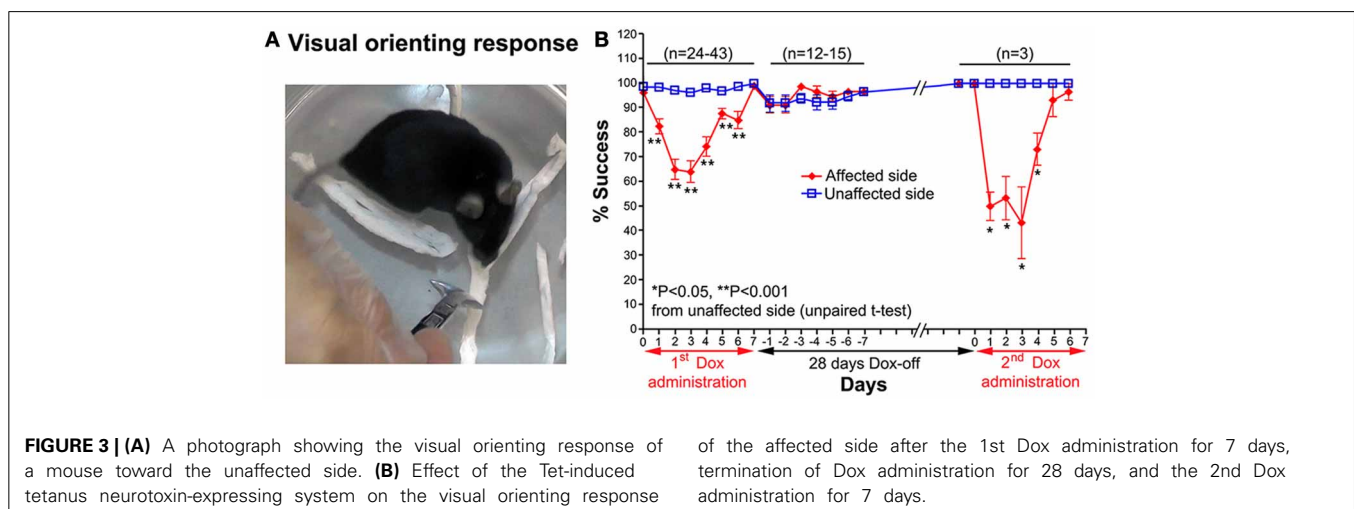 A Visual orienting response
B
120
110
100
90
80
70
60
50
40
30
20
10
0
% Success
(n=24-43)
(n=12-15)
(n=3)
**
**
**
**
**
**
*
*
*
*
Affected side
Unaffected side
*P<0.05, **P<0.001
from unaffected side (unpaired t-test)
0 1 2 3 4 5 6 7 -1 -2 -3 -4 -5 -6 -7 0 1 2 3 4 5 6 7
1st Dox
administration
28 days Dox-off
2nd Dox
administration
Days
FIGURE 3 | (A) A photograph showing the visual orienting response of
a mouse toward the unaffected side. (B) Effect of the Tet-induced
tetanus neurotoxin-expressing system on the visual orienting response
of the affected side after the 1st Dox administration for 7 days,
termination of Dox administration for 28 days, and the 2nd Dox
administration for 7 days.